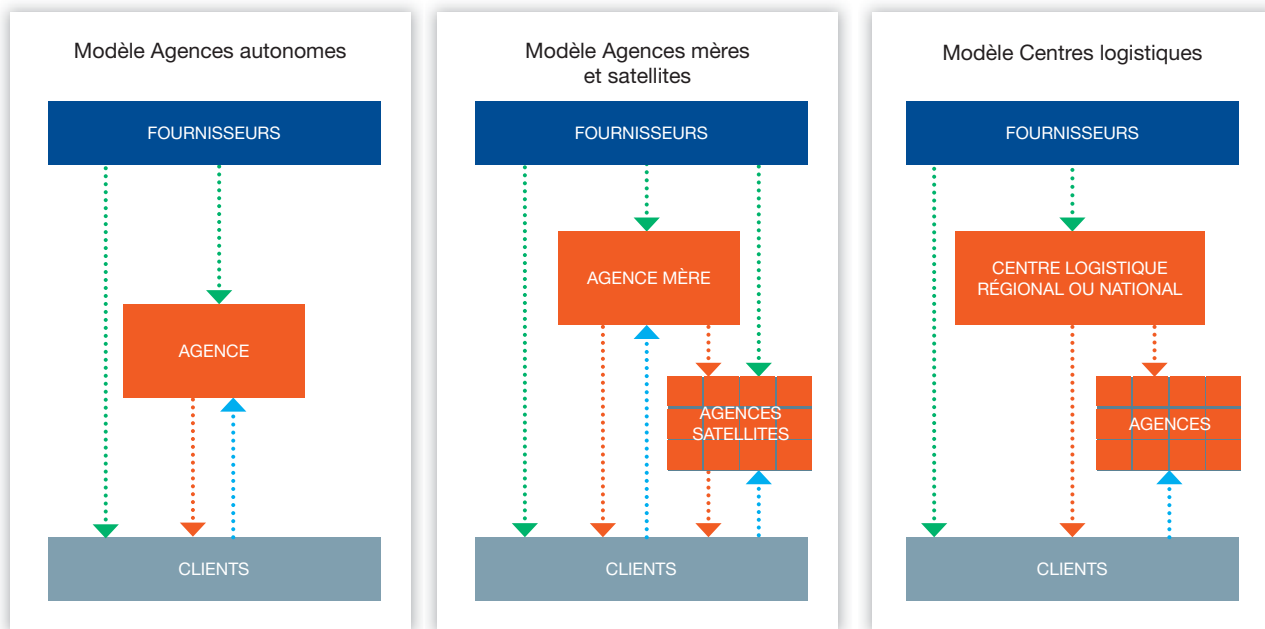 Modèle Agences autonomes
FOURNISSEURS
AGENCE
CLIENTS
Modèle Agences mères
et satellites
FOURNISSEURS
AGENCE MÈRE
AGENCES
SATELLITES
CLIENTS
Modèle Centres logistiques
FOURNISSEURS
CENTRE LOGISTIQUE
RÉGIONAL OU NATIONAL
AGENCES
CLIENTS